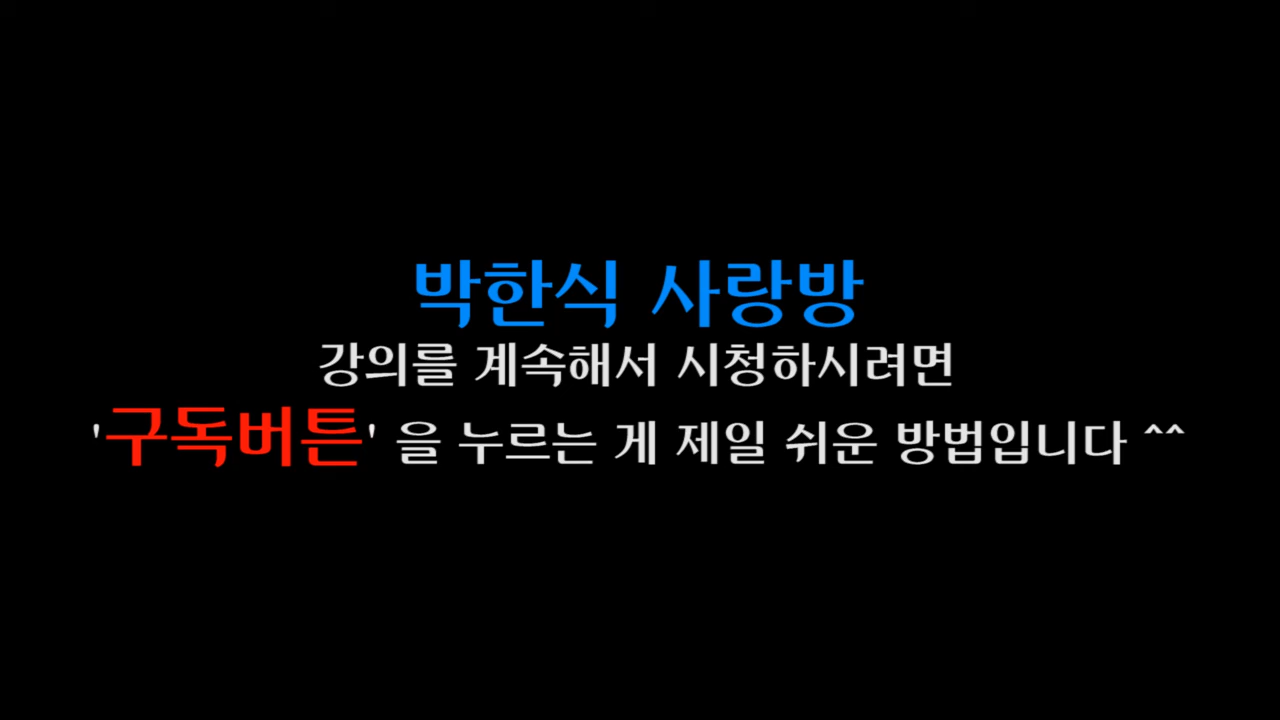 박한식 사랑방
강의를 계속해서 시청하시려면
'구독버튼' 을 누르는 게 제일 쉬운 방법입니다 ^^